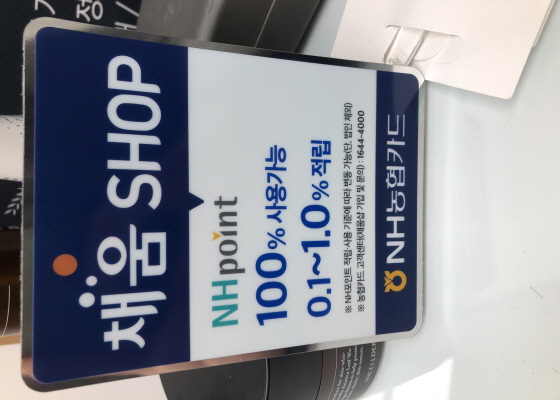 채움 SHOP
NH point
100% 사용가능
0.1~1.0% 적립
※ NH포인트 적립·사용 기준에 따라 변동 가능(단, 법인 제외)
※ 농협카드 고객센터(채움샵 가입 및 문의) : 1644-4000
NH농협카드